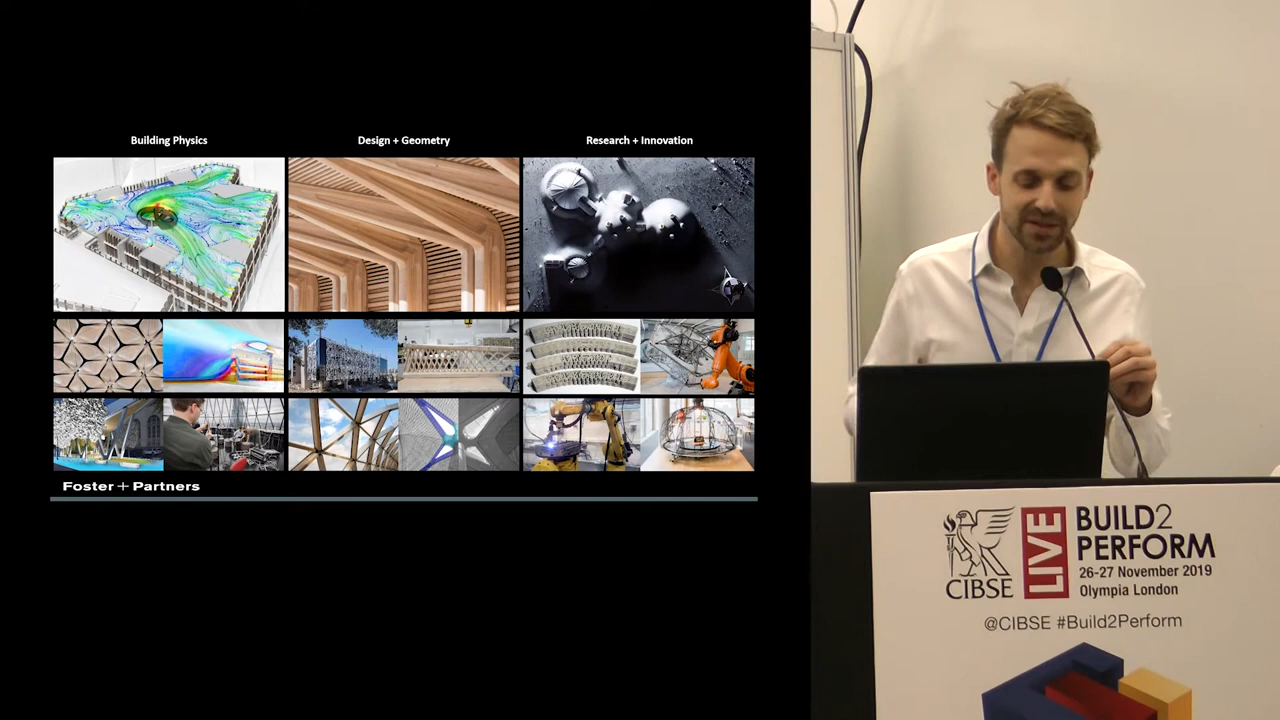 Building Physics
Design + Geometry
Research + Innovation
Foster + Partners
CIBSE
LIVE
BUILD2
PERFORM
26-27 November 2019
Olympia London
@CIBSE #Build2Perform